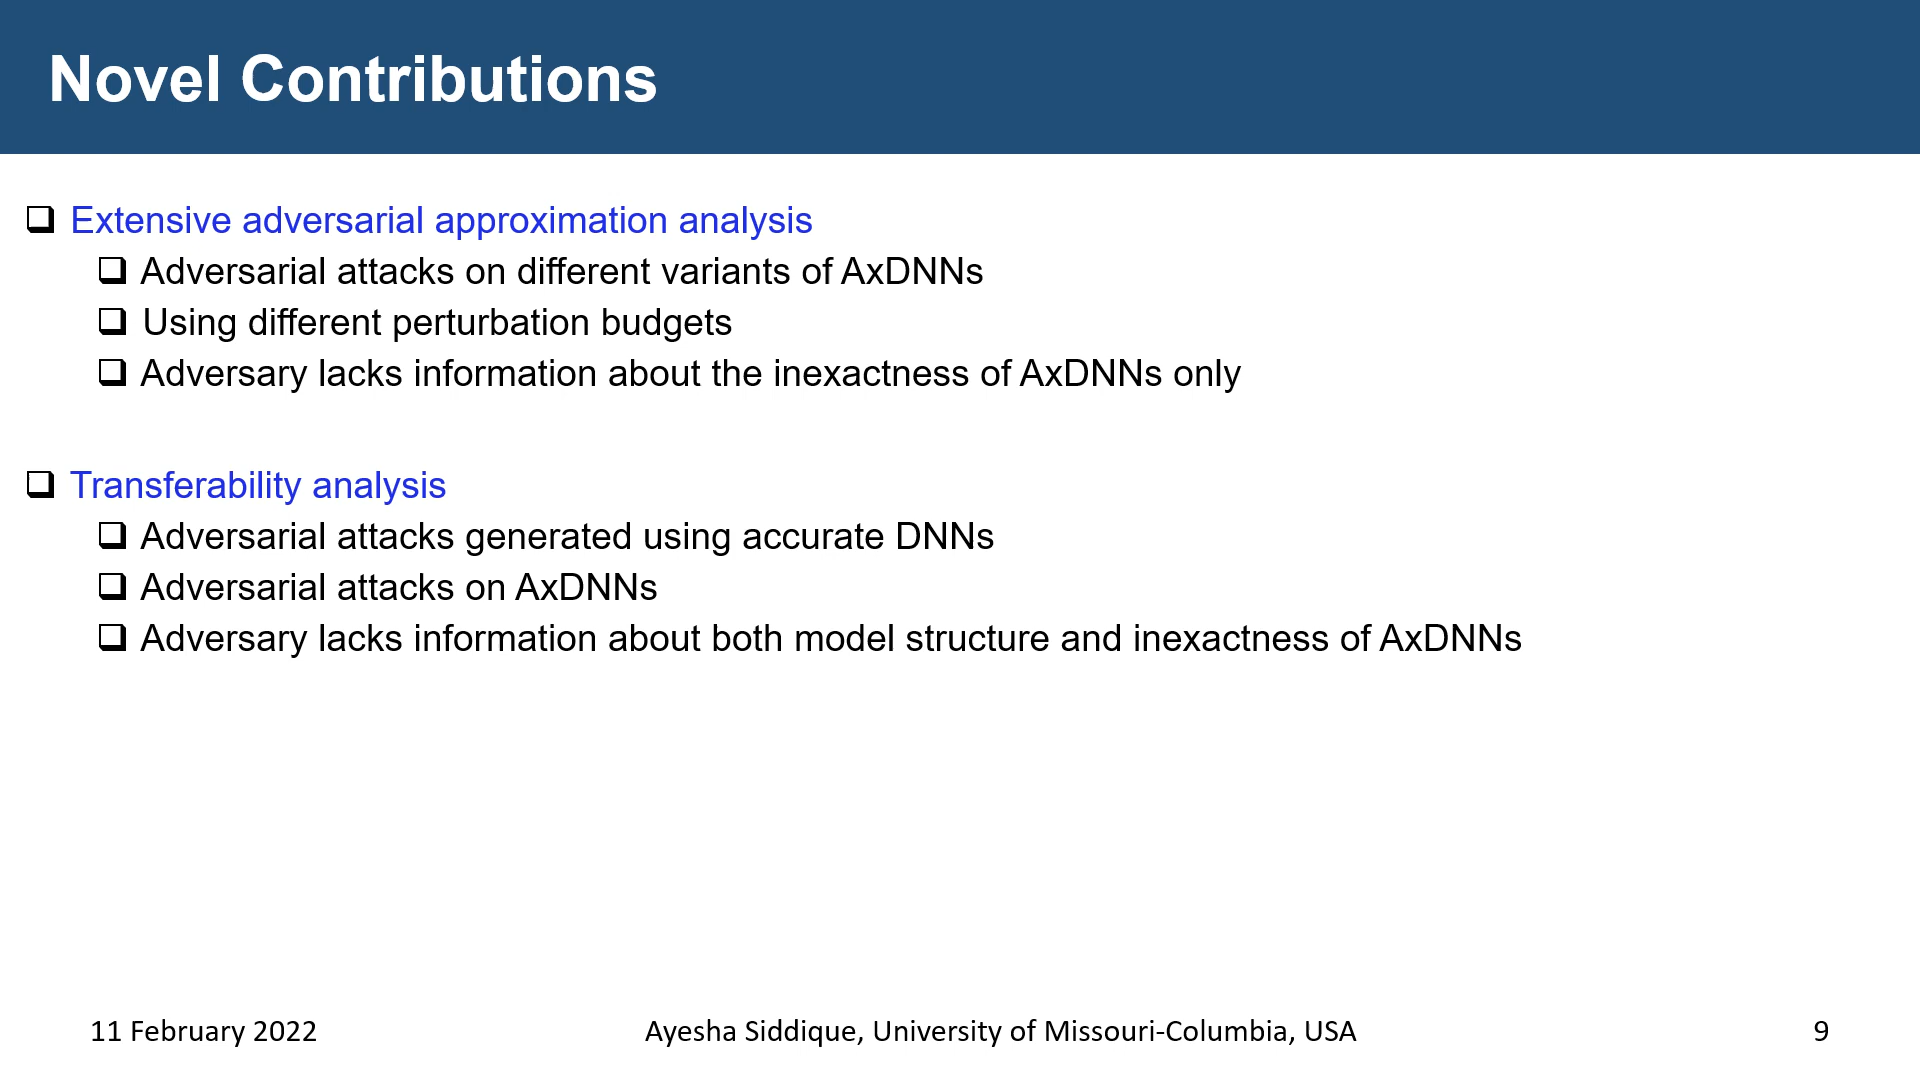 Novel Contributions
Extensive adversarial approximation analysis
Adversarial attacks on different variants of AxDNNs
Using different perturbation budgets
Adversary lacks information about the inexactness of AxDNNs only
Transferability analysis
Adversarial attacks generated using accurate DNNs
Adversarial attacks on AxDNNs
Adversary lacks information about both model structure and inexactness of AxDNNs
11 February 2022
Ayesha Siddique, University of Missouri-Columbia, USA
9